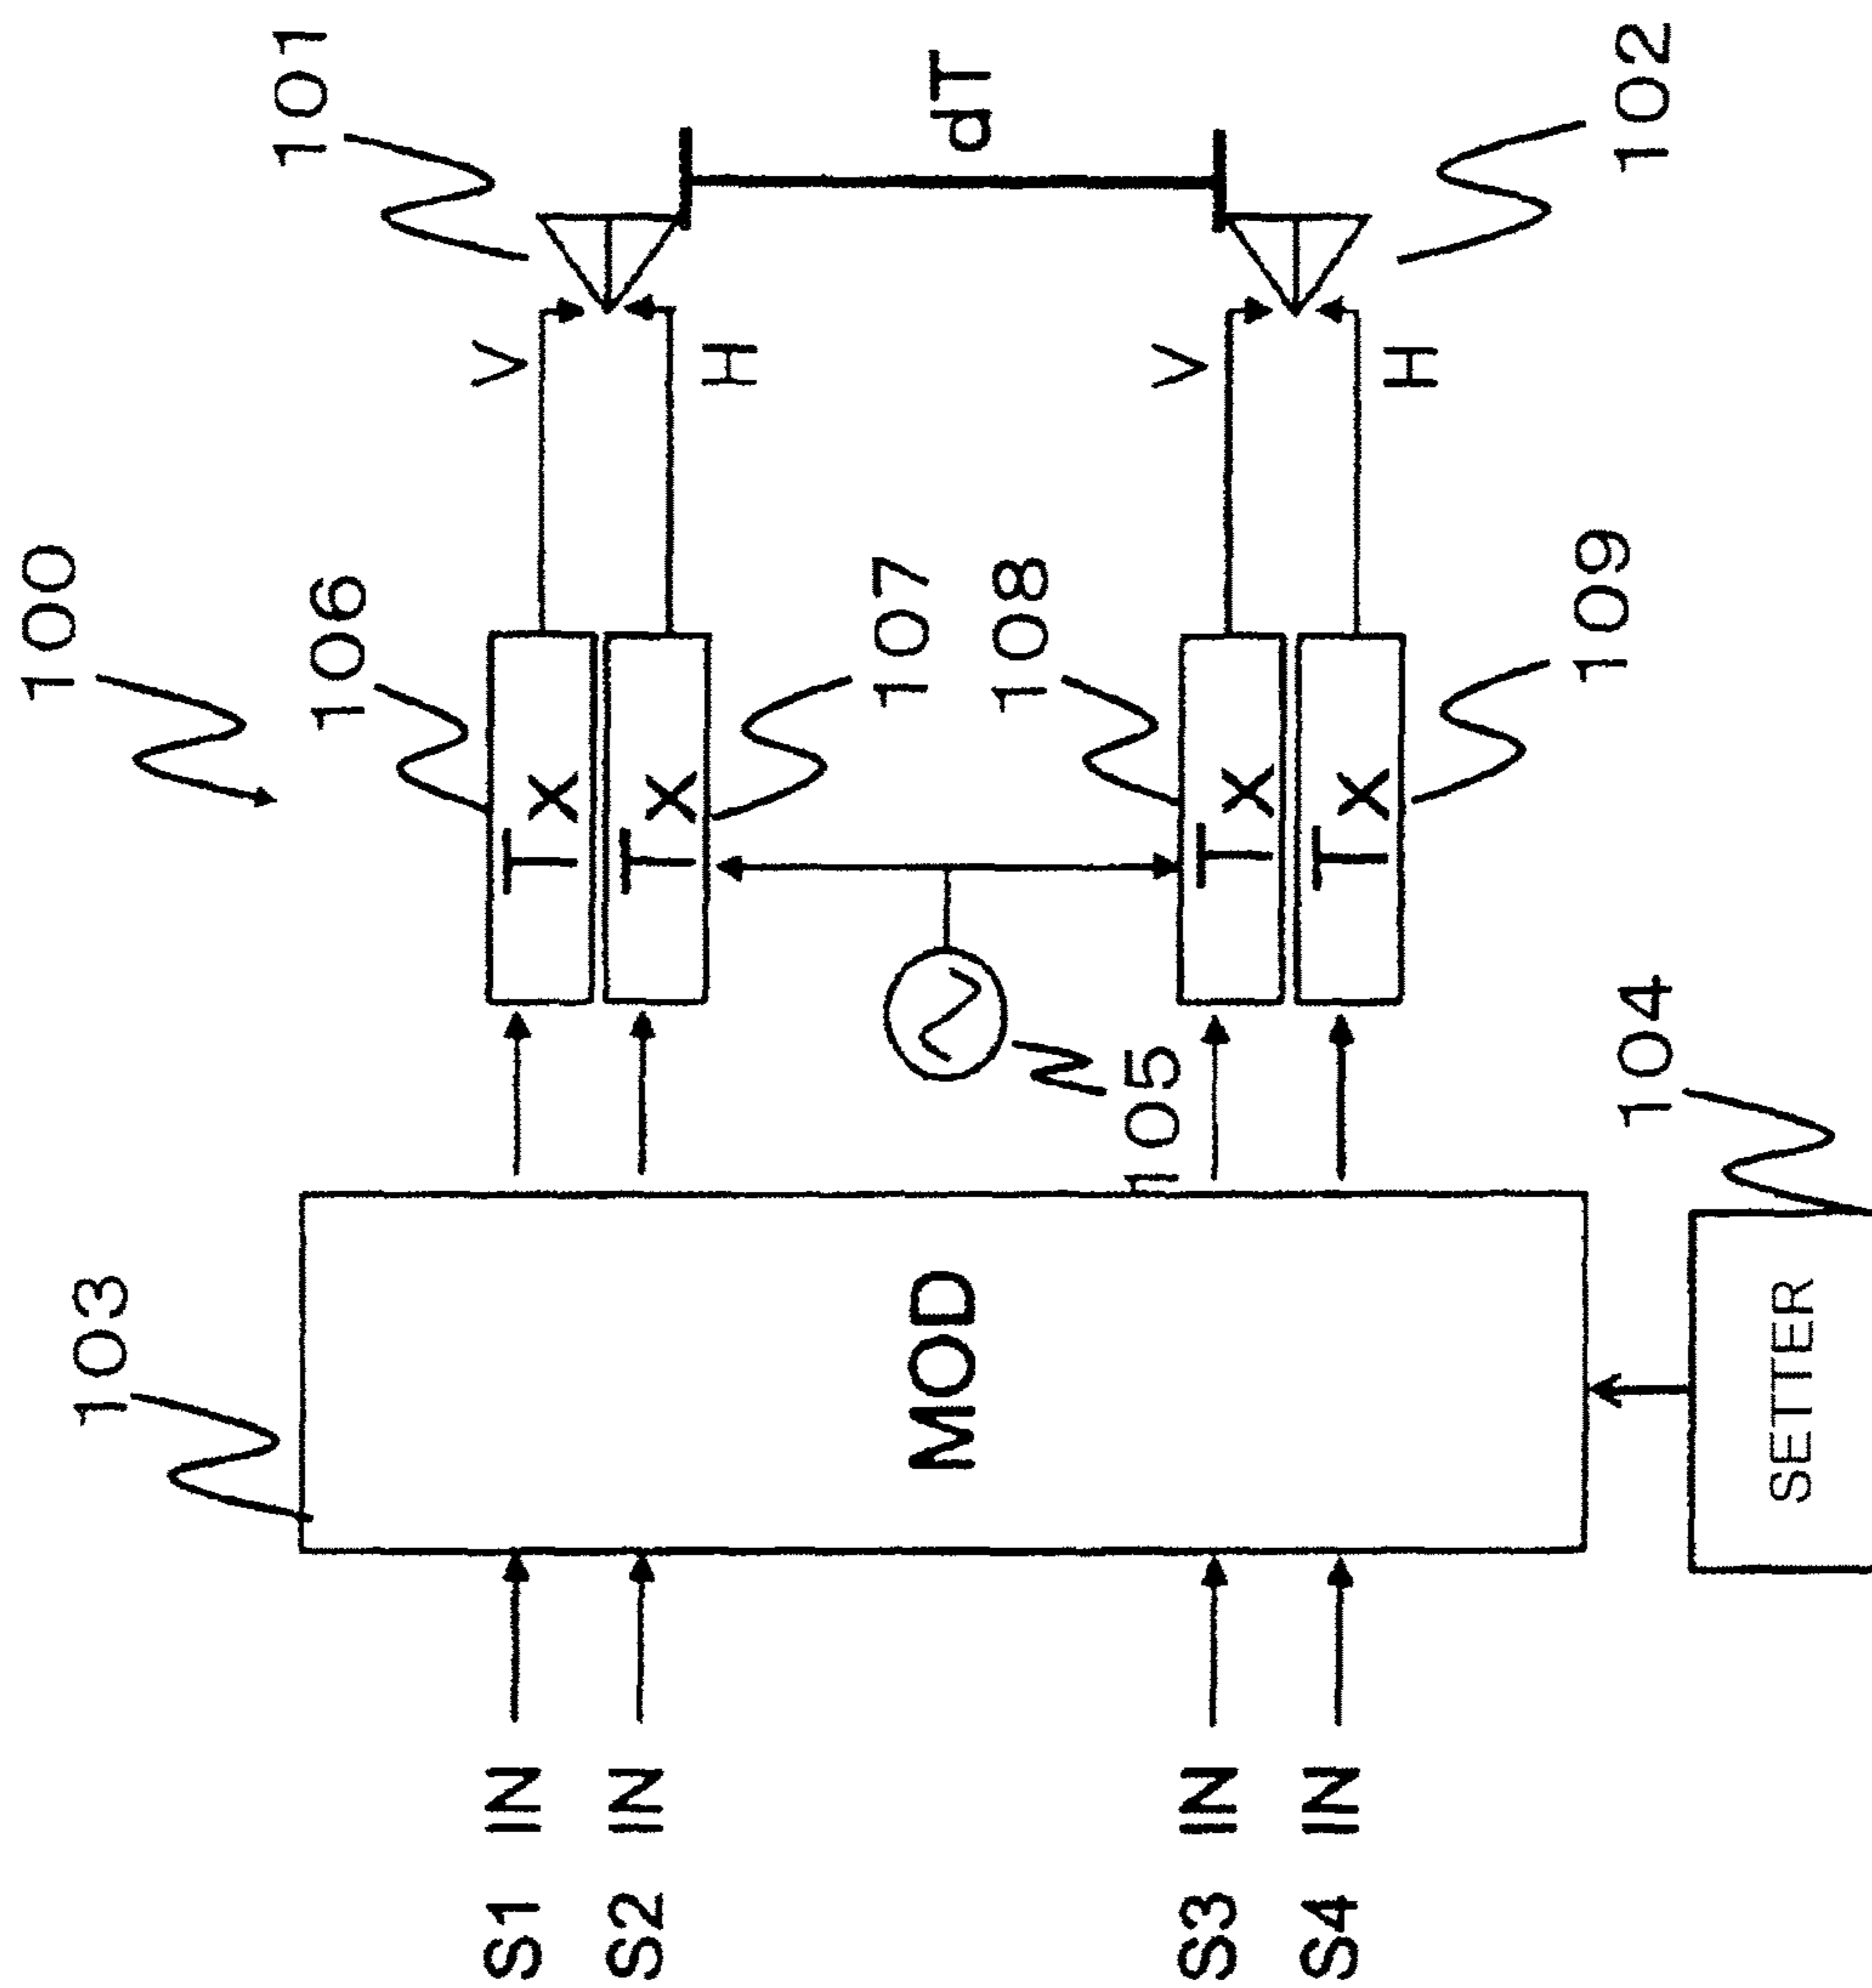 100
101
106
103
S1 IN
MOD
Tx
V
S2 IN
Tx
H
107
dT
105
108
S3 IN
Tx
V
S4 IN
Tx
H
109
102
104
SETTER